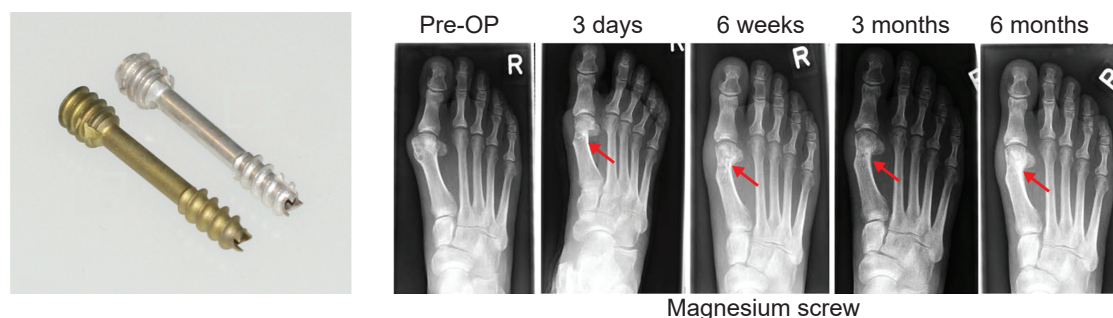 Pre-OP
3 days
6 weeks
3 months
6 months
R
R
R
R
R
Magnesium screw